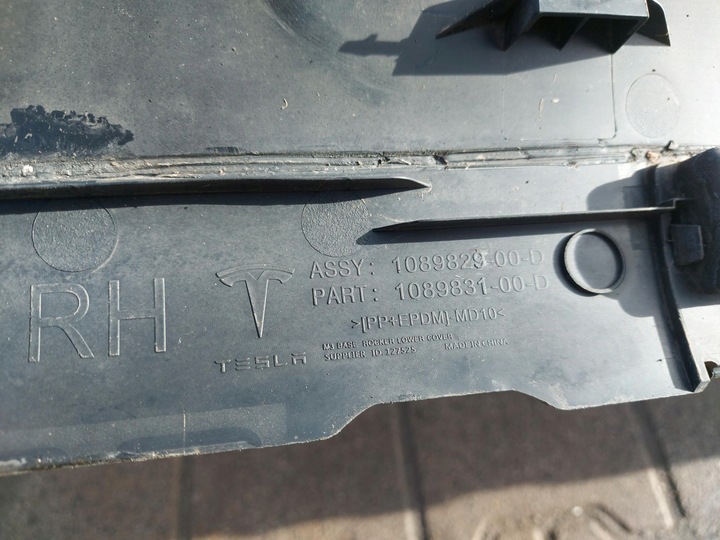 RH
TESLA
ASSY: 1089829-00-D
PART: 1089831-00-D
>[PP+EPDM]-MD10<
M3 BASE ROCKER LOWER COVER
SUPPLIER ID:127525 MADE IN CHINA